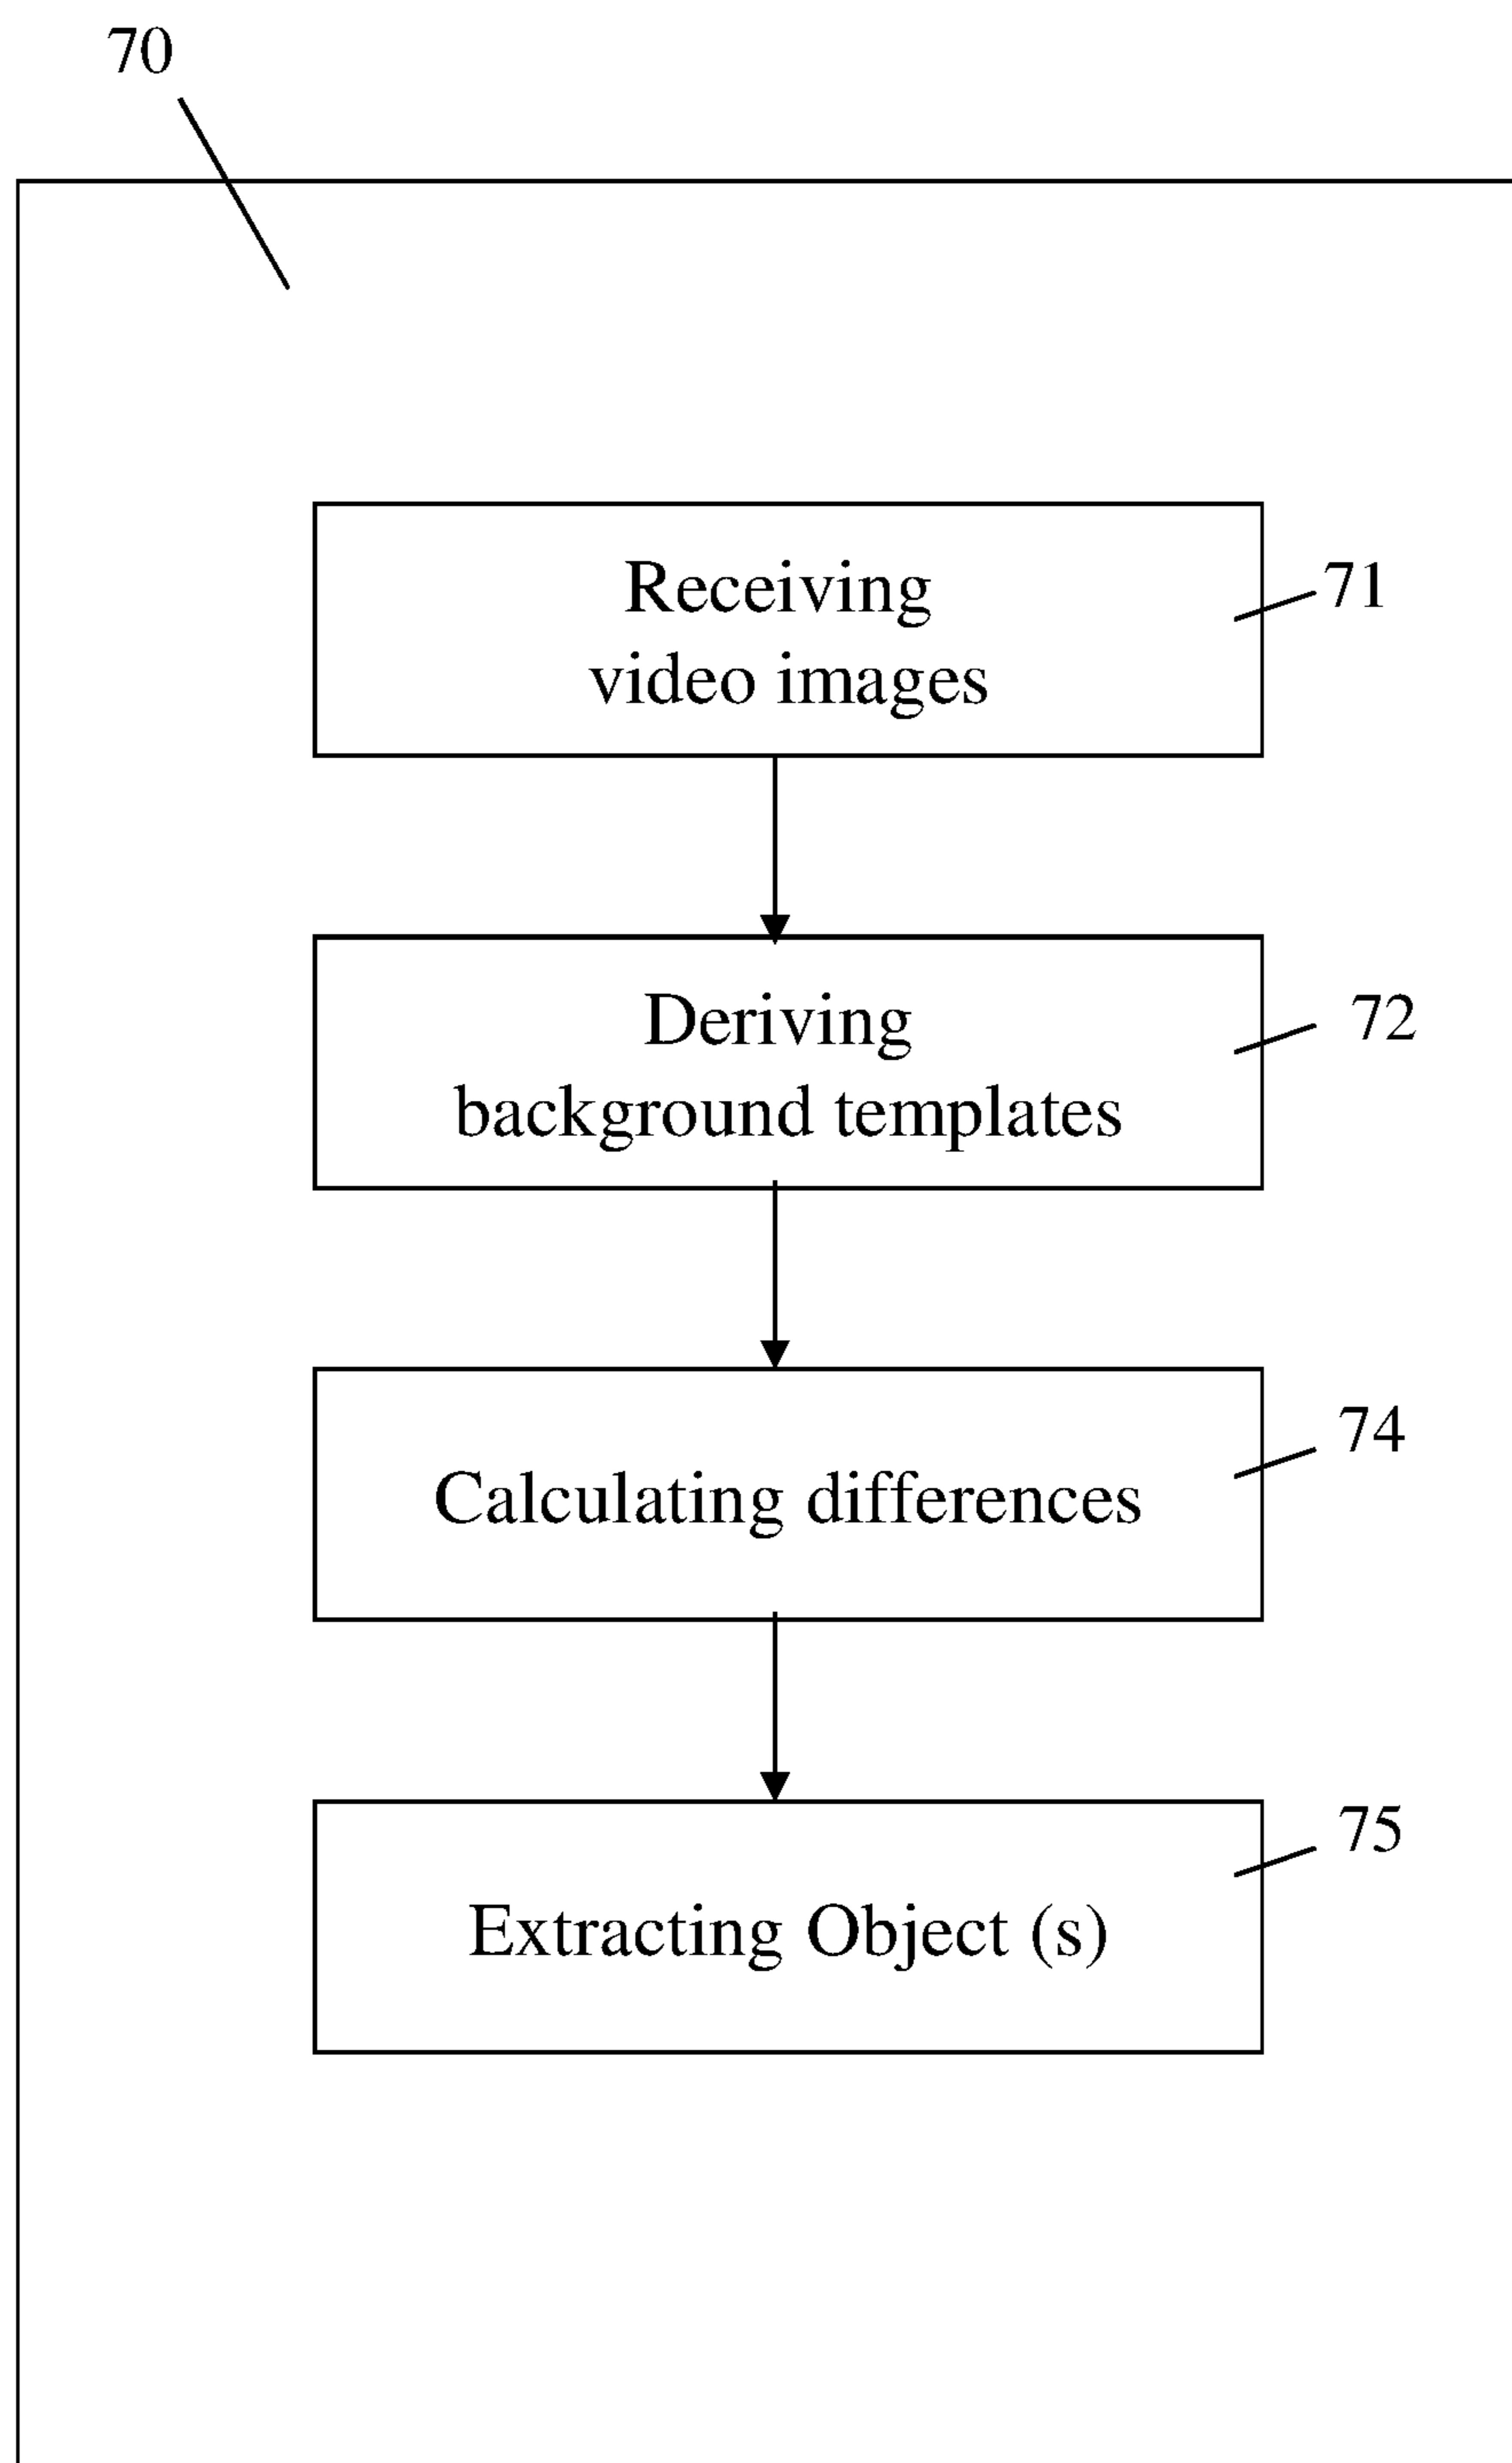 70
Receiving
video images
71
Deriving
background templates
72
Calculating differences
74
Extracting Object (s)
75